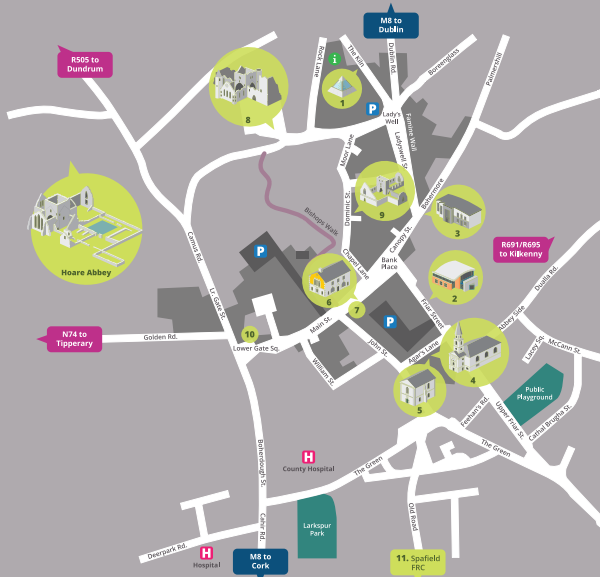 M8 to
Dublin
R505 to
Dundrum
Rock Lane
The Kiln
Dublin Rd.
Boreenglass
Palmershill
i
1
P
8
Lady's
Well
Famine Wall
Moor Lane
Ladyswell St.
Bohermore
Bishops Walk
Dominic St.
9
3
Hoare Abbey
Camus Rd.
Canopy St.
R691/R695
to Kilkenny
P
Chapel Lane
Bank
Place
Dualla Rd.
6
2
Lr. Gate St.
7
Friar Street
Abbey Side
N74 to
Tipperary
Golden Rd.
10
Main St.
P
Lower Gate Sq.
John St.
Agar's Lane
Laxty Sq.
McCann St.
William St.
4
5
Public
Playground
Feehan's Rd.
Upper Friar St.
Cathal Brugha St.
Boherclough St.
H
County Hospital
The Green
The Green
Old Road
Cahir Rd.
Larkspur
Park
Deerpark Rd.
H
Hospital
M8 to
Cork
11. Spafield
FRC